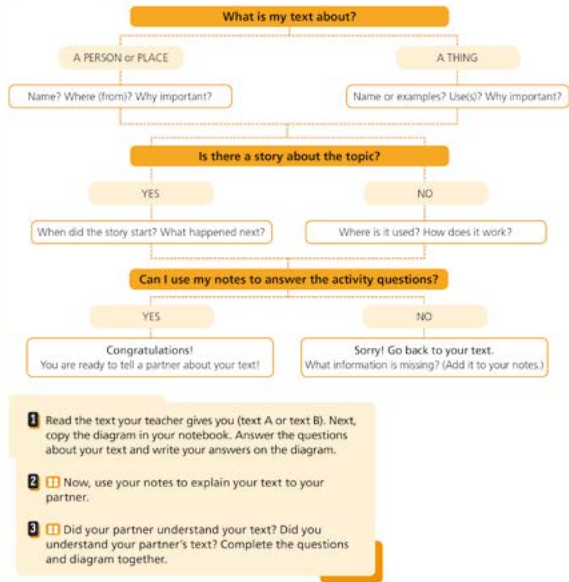 What is my text about?
A PERSON or PLACE
A THING
Name? Where (from)? Why important?
Name or examples? Use(s)? Why important?
Is there a story about the topic?
YES
NO
When did the story start? What happened next?
Where is it used? How does it work?
Can I use my notes to answer the activity questions?
YES
NO
Congratulations!
You are ready to tell a partner about your text!
Sorry! Go back to your text.
What information is missing? (Add it to your notes.)
1 Read the text your teacher gives you (text A or text B). Next,
copy the diagram in your notebook. Answer the questions
about your text and write your answers on the diagram.
2 Now, use your notes to explain your text to your
partner.
3 Did your partner understand your text? Did you
understand your partner's text? Complete the questions
and diagram together.